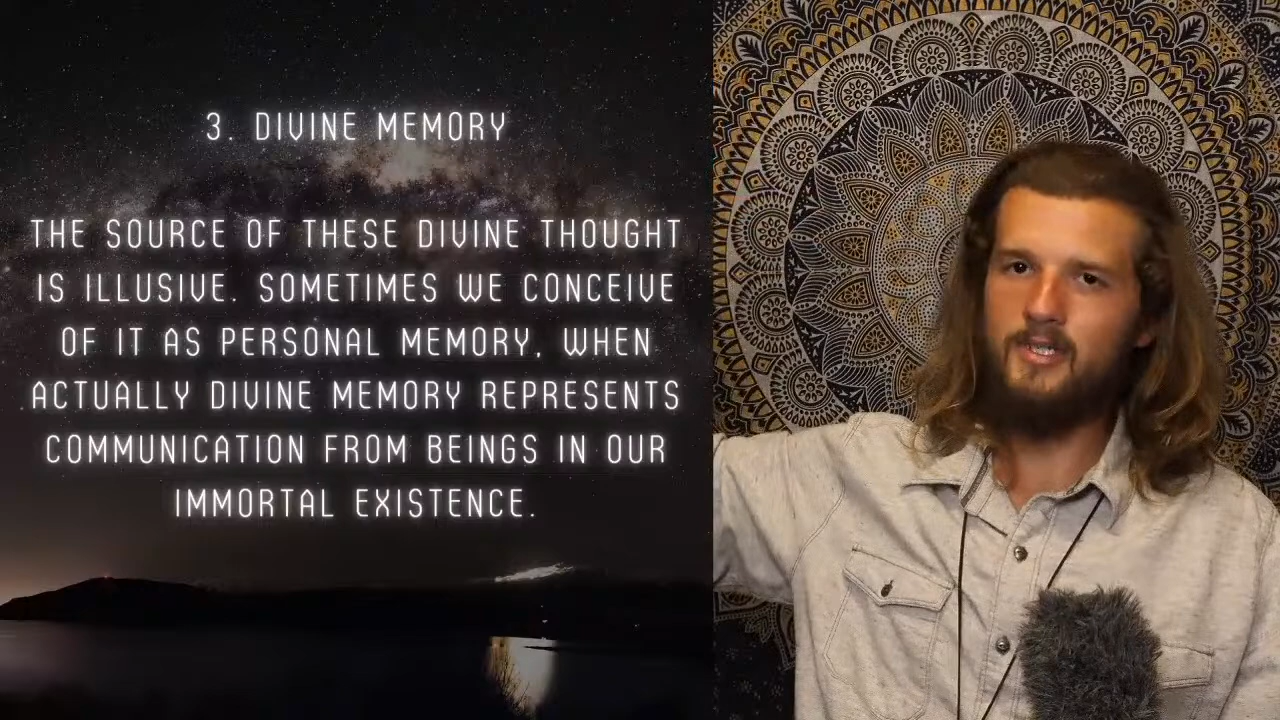 3. DIVINE MEMORY
THE SOURCE OF THESE DIVINE THOUGHT
IS ILLUSIVE. SOMETIMES WE CONCEIVE
OF IT AS PERSONAL MEMORY, WHEN
ACTUALLY DIVINE MEMORY REPRESENTS
COMMUNICATION FROM BEINGS IN OUR
IMMORTAL EXISTENCE.